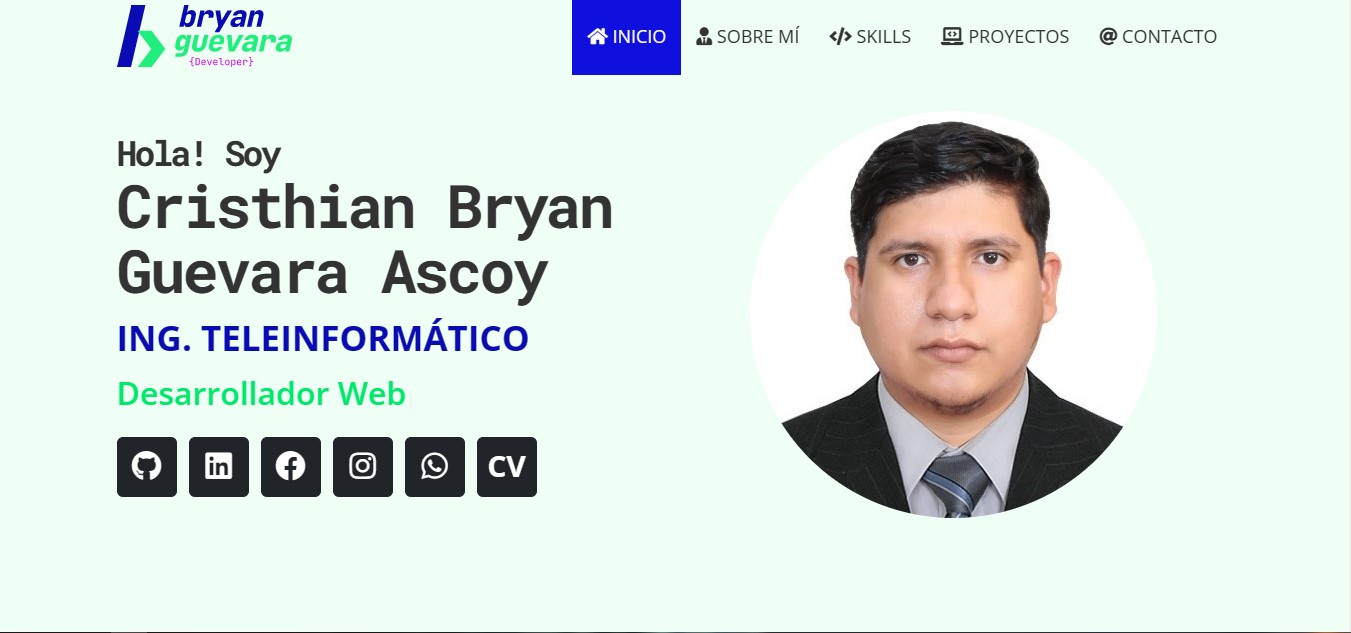 bryan
guevara
{Developer}
INICIO
SOBRE MÍ
SKILLS
PROYECTOS
CONTACTO
Hola! Soy
Cristhian Bryan
Guevara Ascoy
ING. TELEINFORMÁTICO
Desarrollador Web
CV